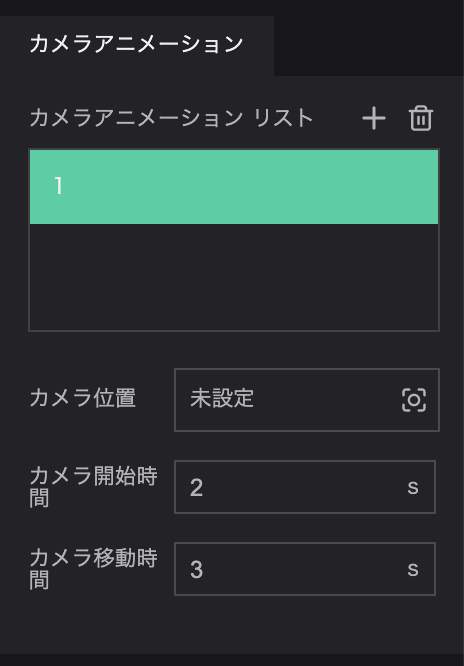 カメラアニメーション
カメラアニメーション リスト
1
カメラ位置
未設定
カメラ開始時
間
2
s
カメラ移動時
間
3
s